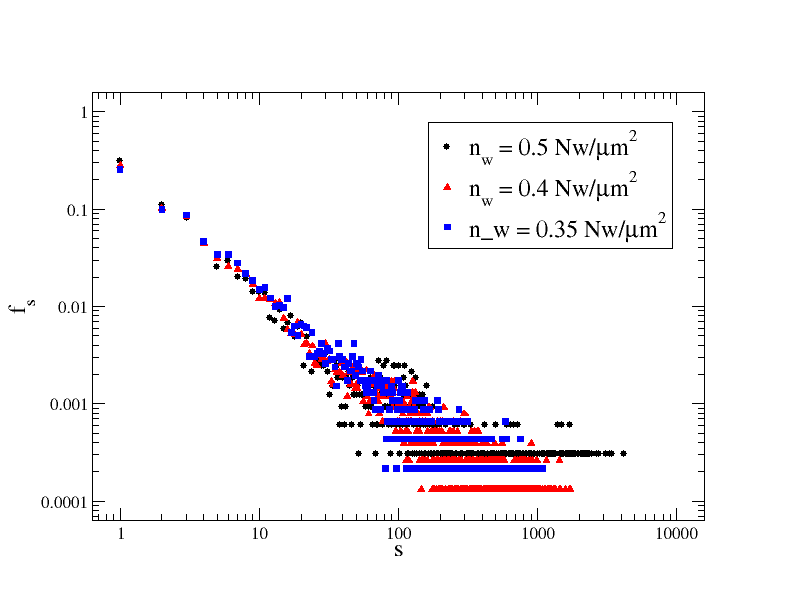 1
0.1
0.01
0.001
0.0001
f_s
n_w = 0.5 Nw/μm^2
n_w = 0.4 Nw/μm^2
n_w = 0.35 Nw/μm^2
1 10 100 1000 10000
s